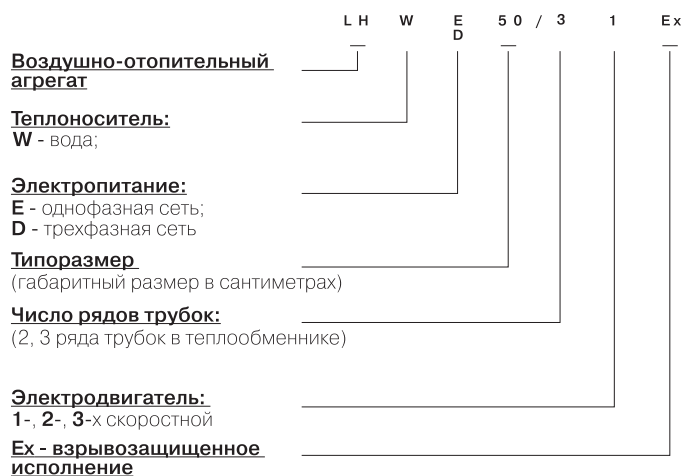 LH W E 50/3 1 Ex
D
Воздушно-отопительный
агрегат
Теплоноситель:
W - вода;
Электропитание:
E - однофазная сеть;
D - трехфазная сеть
Типоразмер
(габаритный размер в сантиметрах)
Число рядов трубок:
(2, 3 ряда трубок в теплообменнике)
Электродвигатель:
1-, 2-, 3-х скоростной
Ex - взрывозащищенное
исполнение